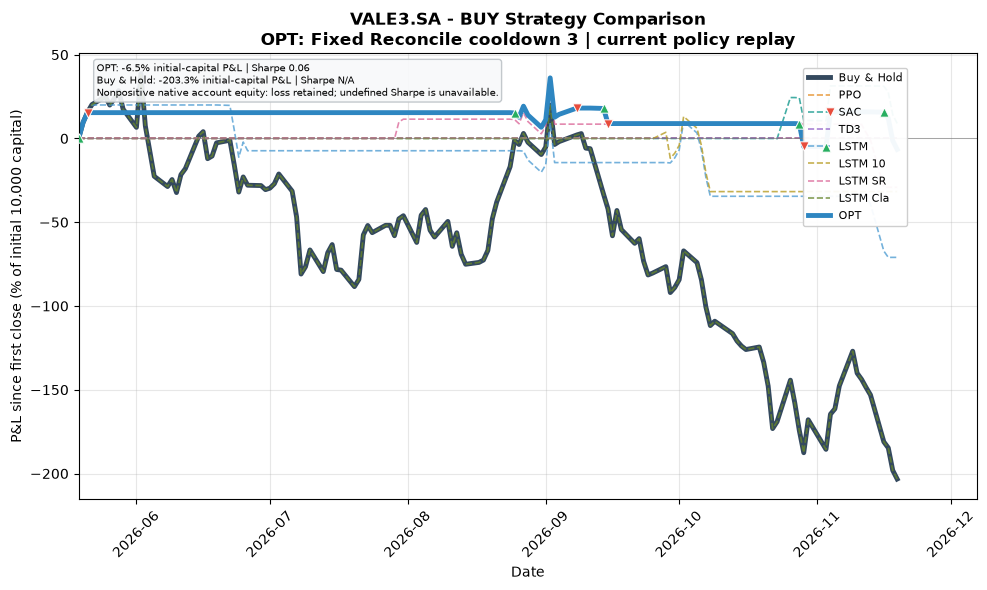 VALE3.SA - BUY Strategy Comparison
OPT: Fixed Reconcile cooldown 3 | current policy replay
OPT: -6.5% initial-capital P&L | Sharpe 0.06
Buy & Hold: -203.3% initial-capital P&L | Sharpe N/A
Nonpositive native account equity: loss retained; undefined Sharpe is unavailable.
Buy & Hold
PPO
SAC
TD3
LSTM
LSTM 10
LSTM SR
LSTM Cla
OPT
P&L since first close (% of initial 10,000 capital)
50
0
−50
−100
−150
−200
2026-06
2026-07
2026-08
2026-09
2026-10
2026-11
2026-12
Date